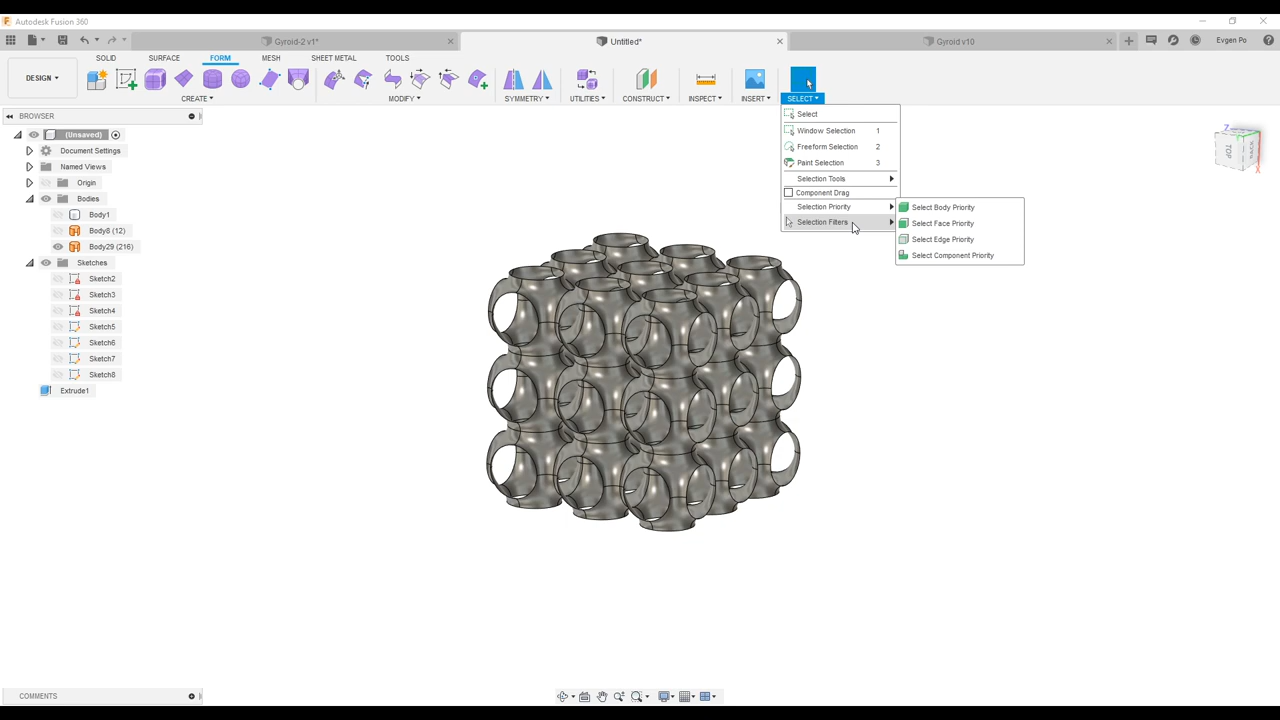 Autodesk Fusion 360
Gyroid-2 v1*
Untitled*
Gyroid v10
Evgen Po
DESIGN
SOLID
SURFACE
FORM
MESH
SHEET METAL
TOOLS
CREATE
MODIFY
SYMMETRY
UTILITIES
CONSTRUCT
INSPECT
INSERT
SELECT
BROWSER
(Unsaved)
Document Settings
Named Views
Origin
Bodies
Body1
Body8 (12)
Body29 (216)
Sketches
Sketch2
Sketch3
Sketch4
Sketch5
Sketch6
Sketch7
Sketch8
Extrude1
Select
Window Selection 1
Freeform Selection 2
Paint Selection 3
Selection Tools
Component Drag
Selection Priority
Selection Filters
Select Body Priority
Select Face Priority
Select Edge Priority
Select Component Priority
Z
TOP
X
COMMENTS